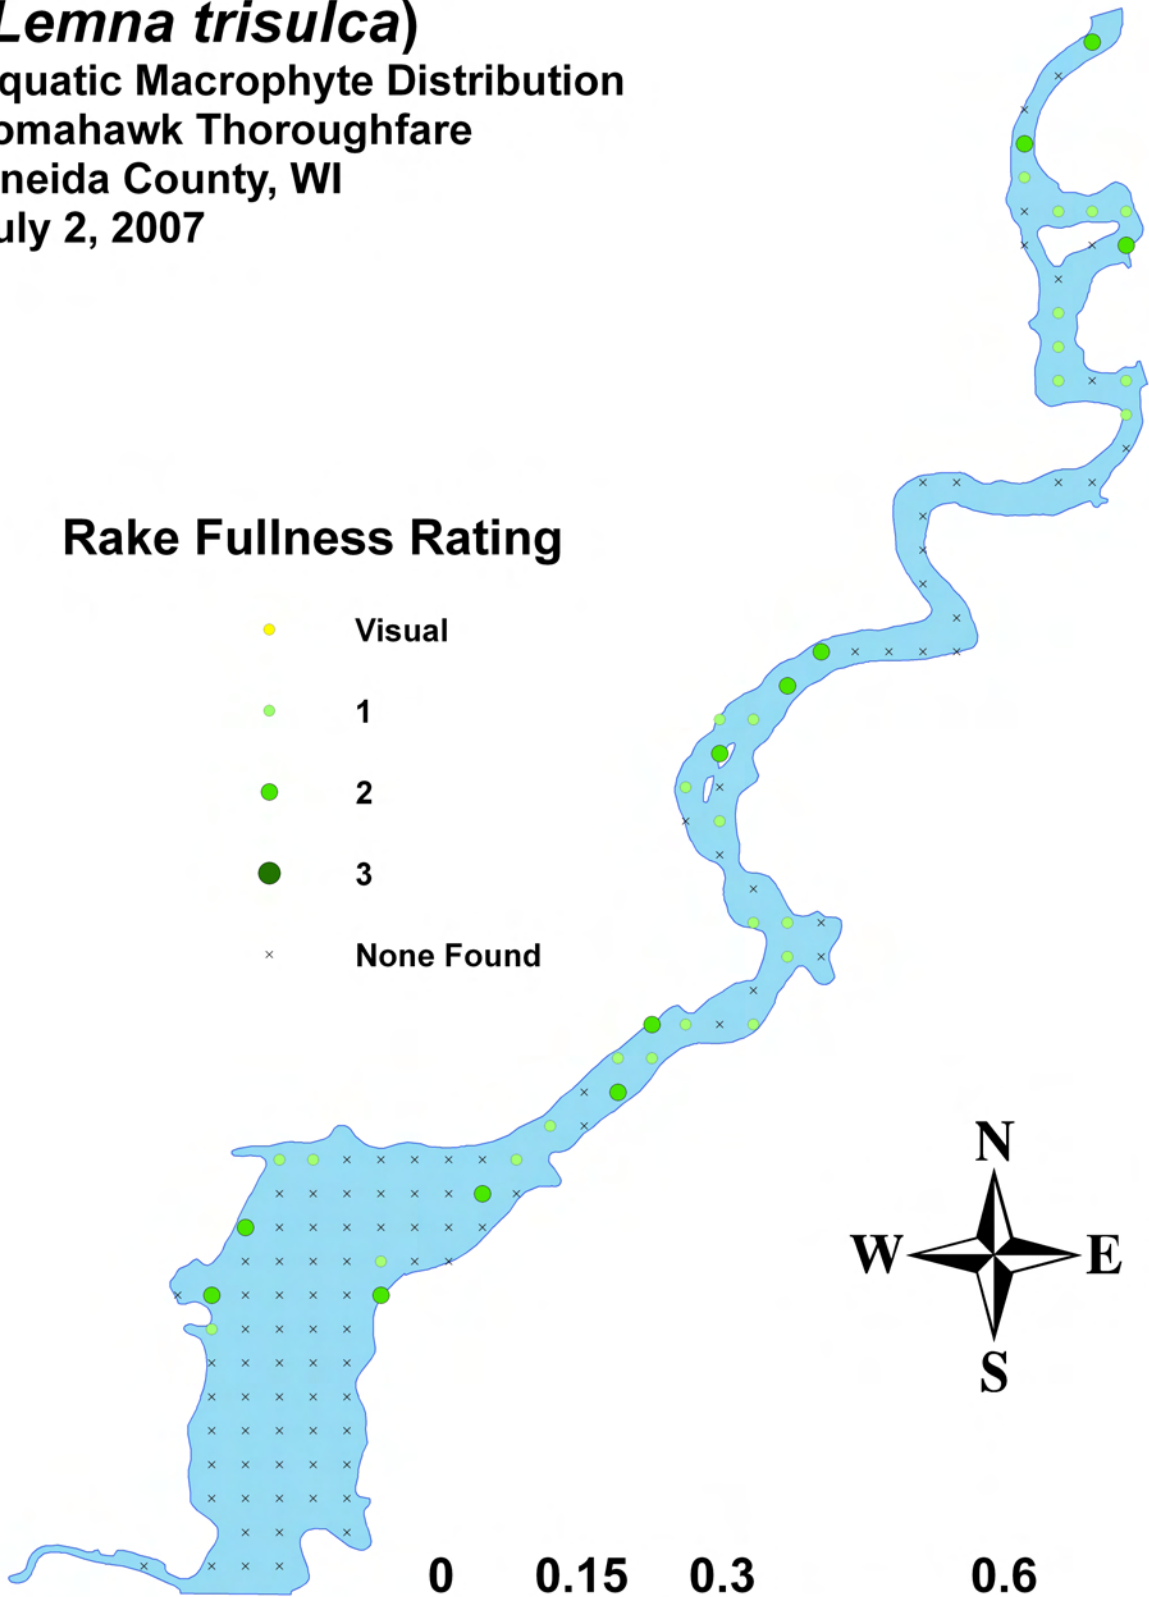 Lemna trisulca)
quatic Macrophyte Distribution
omahawk Thoroughfare
neida County, WI
uly 2, 2007
Rake Fullness Rating
Visual
1
2
3
None Found
N
W E
S
0 0.15 0.3 0.6